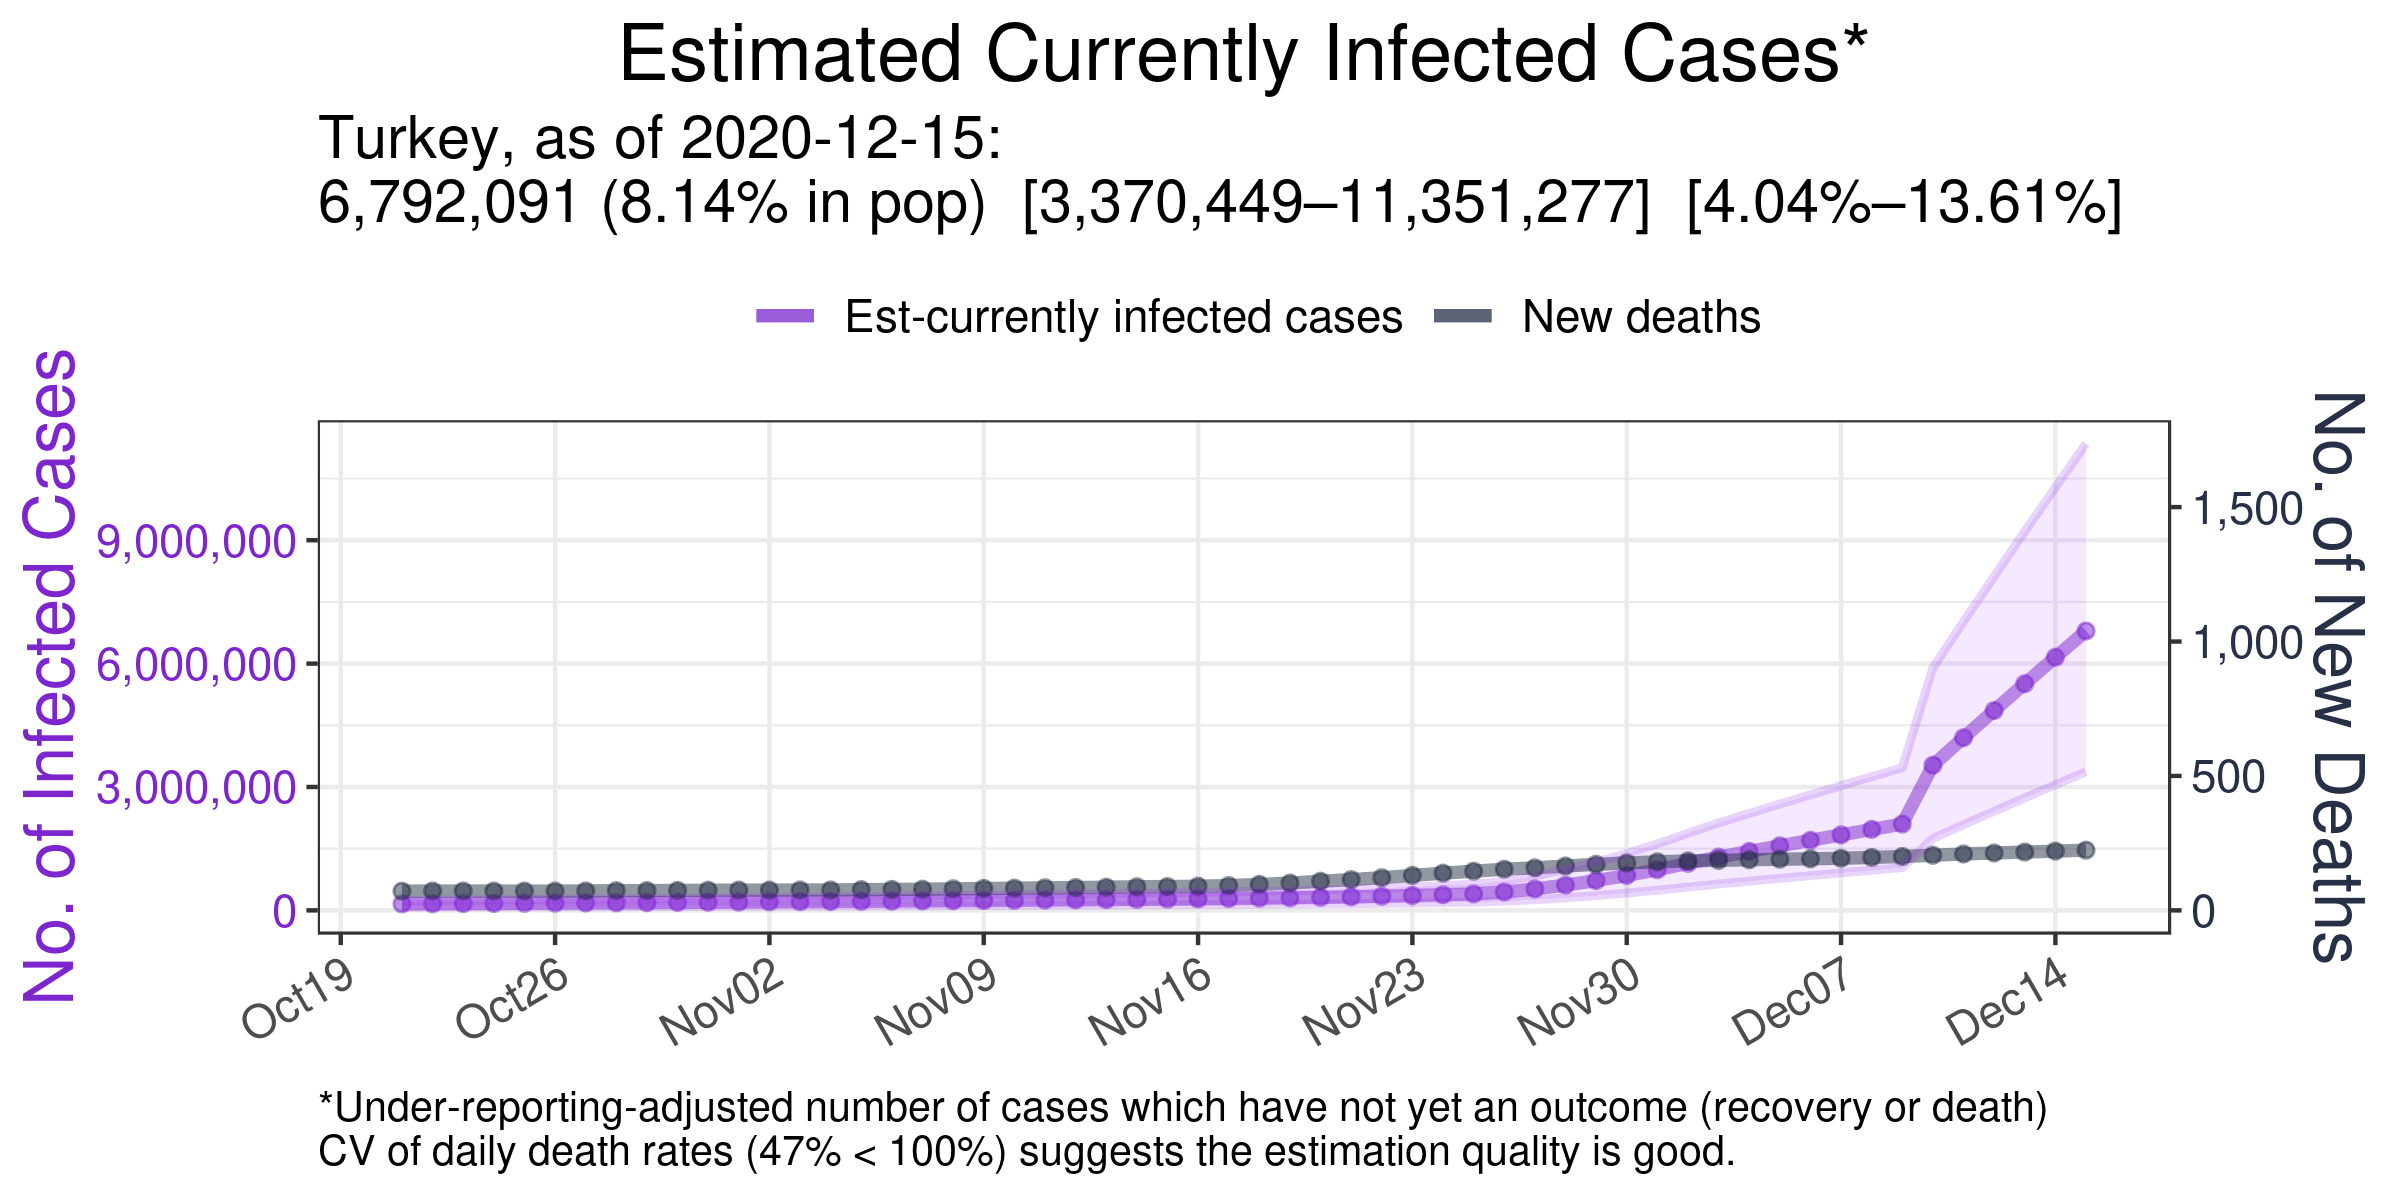 Estimated Currently Infected Cases*
Turkey, as of 2020-12-15:
6,792,091 (8.14% in pop)  [3,370,449–11,351,277]  [4.04%–13.61%]
Est-currently infected cases
New deaths
No. of Infected Cases
9,000,000
6,000,000
3,000,000
0
No. of New Deaths
1,500
1,000
500
0
Oct19
Oct26
Nov02
Nov09
Nov16
Nov23
Nov30
Dec07
Dec14
*Under-reporting-adjusted number of cases which have not yet an outcome (recovery or death)
CV of daily death rates (47% < 100%) suggests the estimation quality is good.